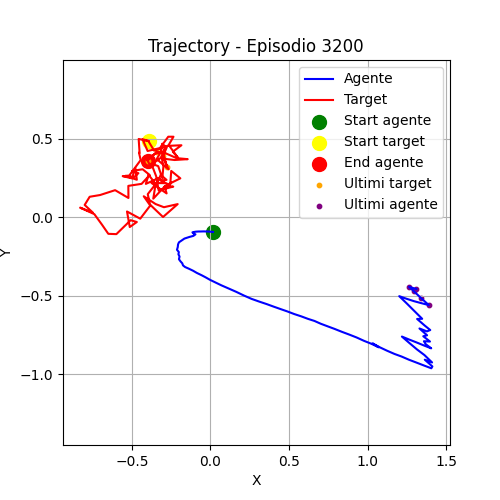 Trajectory - Episodio 3200
Agente
Target
Start agente
Start target
End agente
Ultimi target
Ultimi agente
0.5
0.0
−0.5
−1.0
Y
−0.5
0.0
0.5
1.0
1.5
X